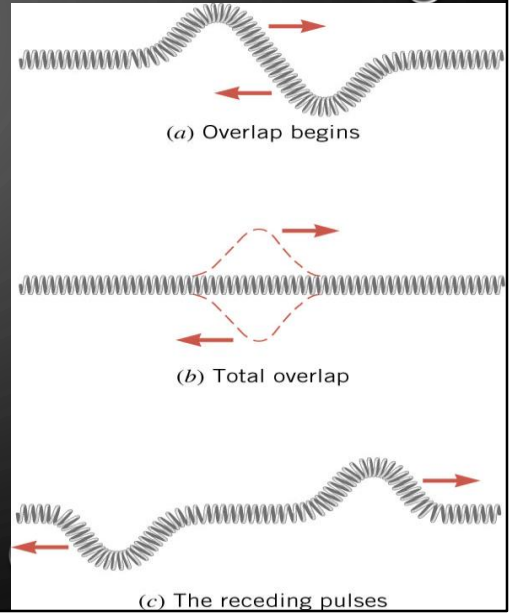 (a) Overlap begins
(b) Total overlap
(c) The receding pulses